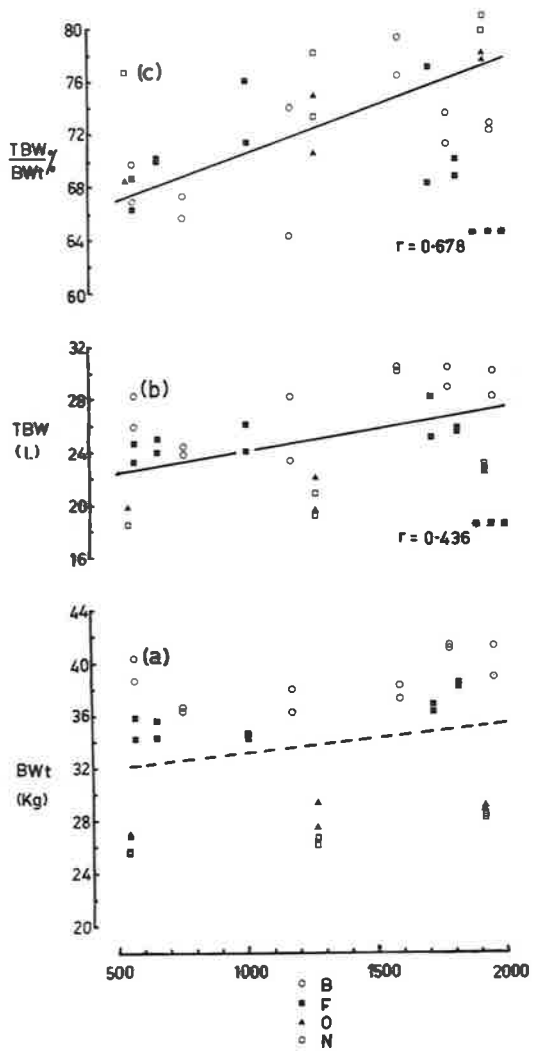 80
76
72
68
64
60
(c)
TBW %
BWt
r = 0·678 ▪▪▪
32
28
24
20
16
(b)
TBW
(L)
r = 0·436 ▪▪▪
44
40
36
32
28
24
20
(a)
BWt
(Kg)
500 1000 1500 2000
○ B
■ F
▲ O
□ N